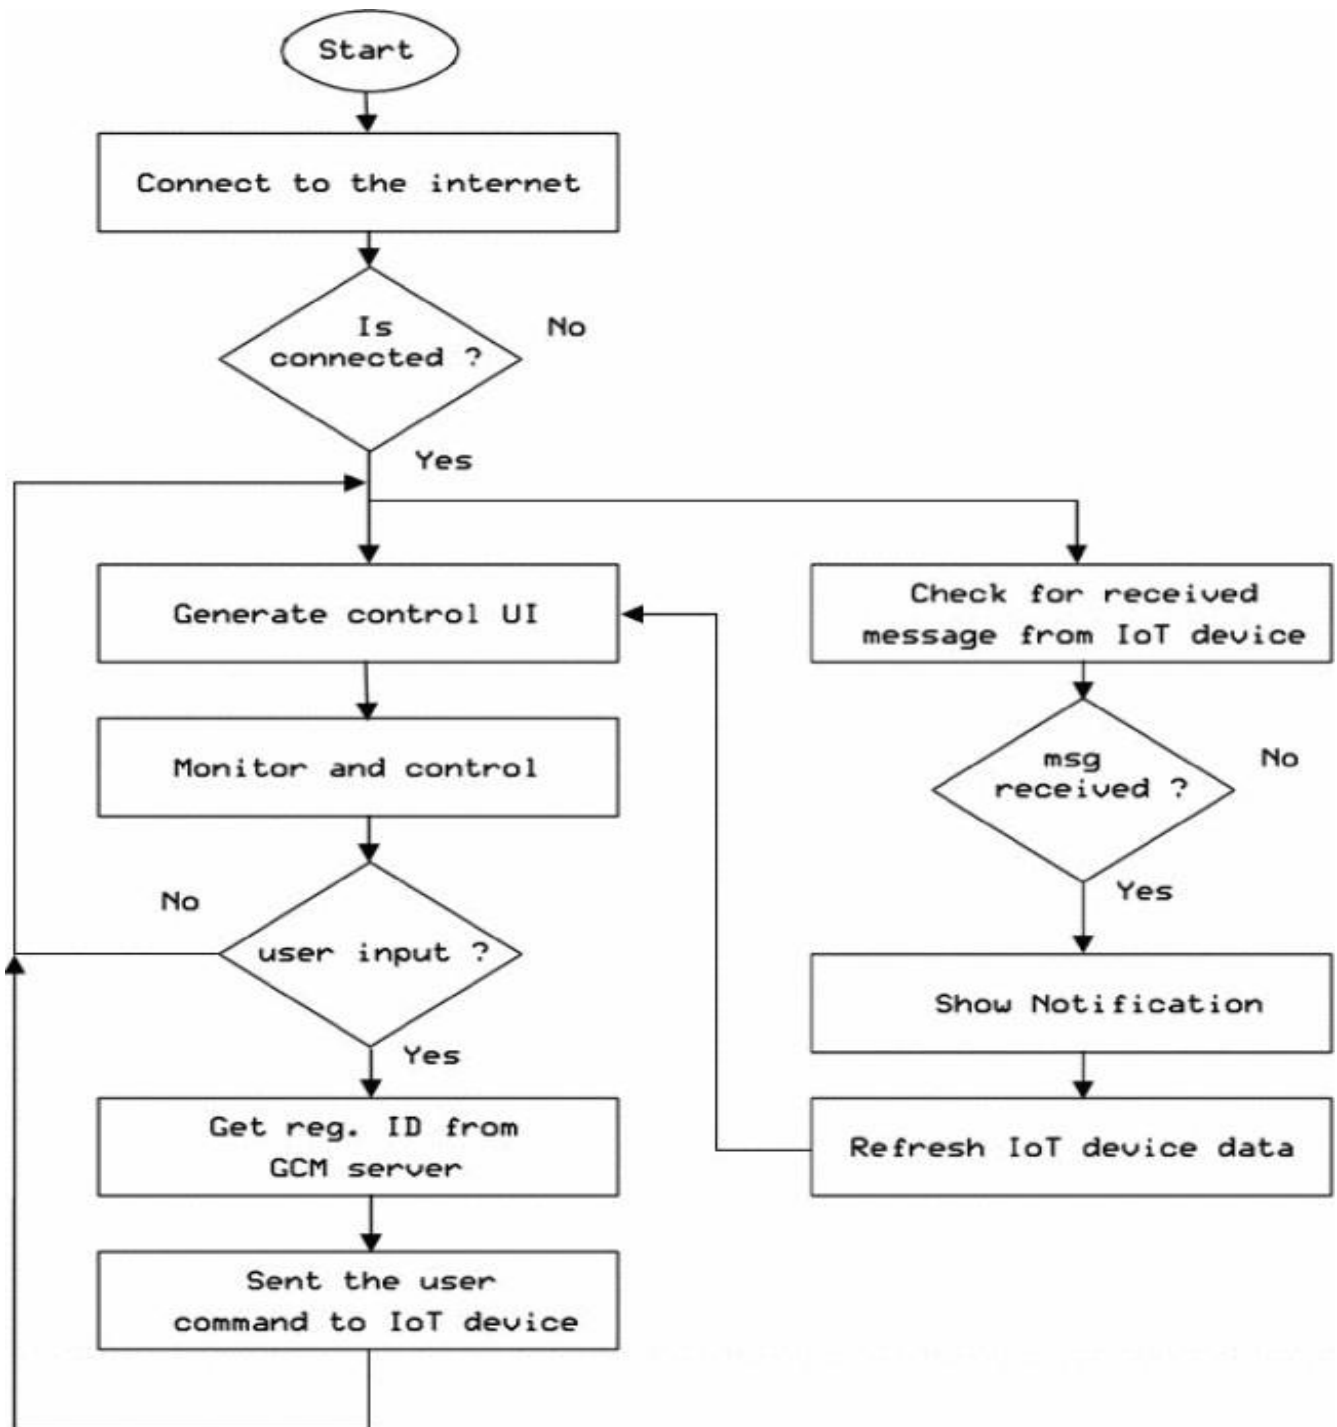 Start
Connect to the internet
Is
connected ?
No
Yes
Generate control UI
Monitor and control
No
user input ?
Yes
Get reg. ID from
GCM server
Sent the user
command to IoT device
Check for received
message from IoT device
msg
received ?
No
Yes
Show Notification
Refresh IoT device data